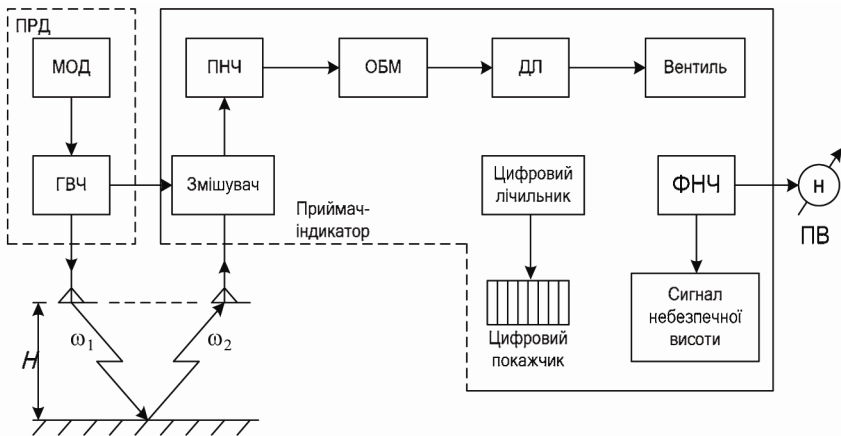 ПРД
МОД
ПНЧ
ОБМ
ДЛ
Вентиль
ГВЧ
Змішувач
Цифровий
лічильник
ФНЧ
Н
ПВ
Приймач-
індикатор
Сигнал
небезпечної
висоти
Цифровий
покажчик
H
ω1
ω2